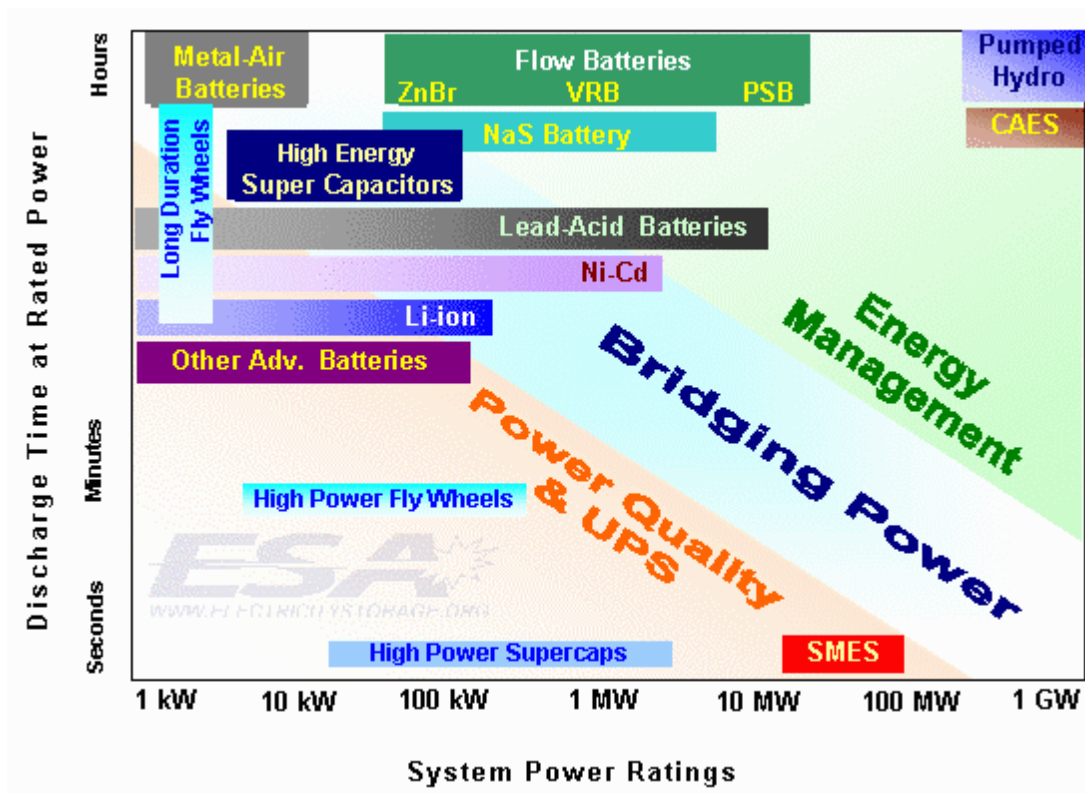 Hours
Minutes
Seconds
Discharge Time at Rated Power
Metal-Air
Batteries
Flow Batteries
ZnBr VRB PSB
Pumped
Hydro
CAES
NaS Battery
High Energy
Super Capacitors
Long Duration
Fly Wheels
Lead-Acid Batteries
Ni-Cd
Li-ion
Other Adv. Batteries
Energy
Management
Bridging Power
Power Quality
& UPS
High Power Fly Wheels
ESA
WWW.ELECTRICITYSTORAGE.ORG
High Power Supercaps
SMES
1 kW 10 kW 100 kW 1 MW 10 MW 100 MW 1 GW
System Power Ratings